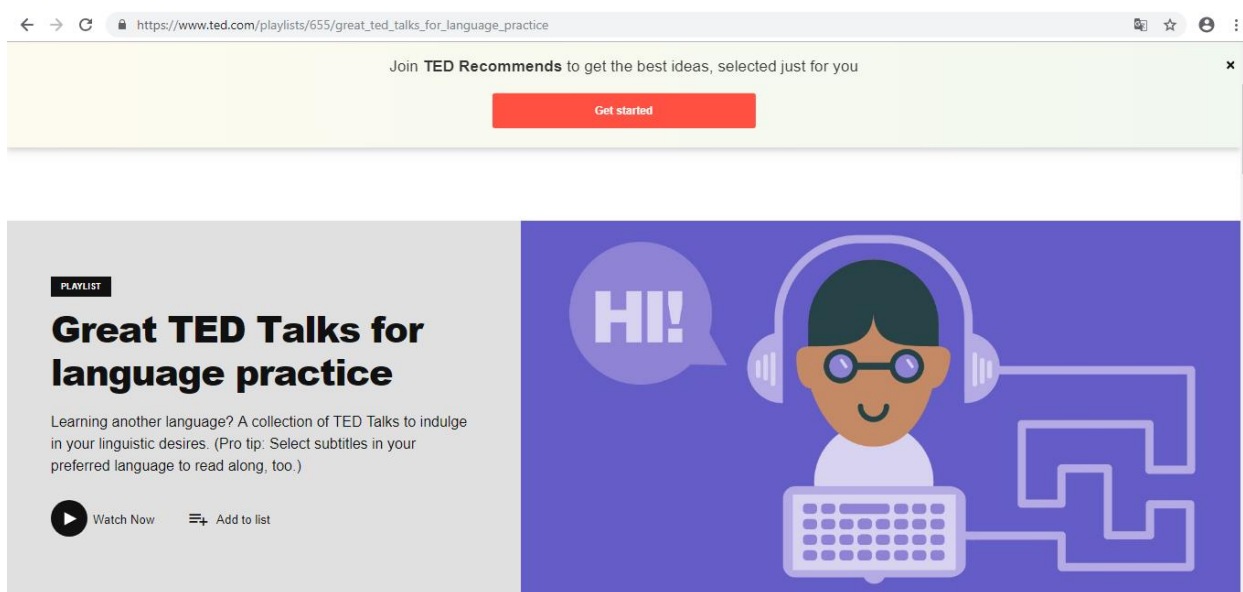 https://www.ted.com/playlists/655/great_ted_talks_for_language_practice
Join TED Recommends to get the best ideas, selected just for you
Get started
PLAYLIST
Great TED Talks for
language practice
Learning another language? A collection of TED Talks to indulge
in your linguistic desires. (Pro tip: Select subtitles in your
preferred language to read along, too.)
Watch Now
Add to list
HI!